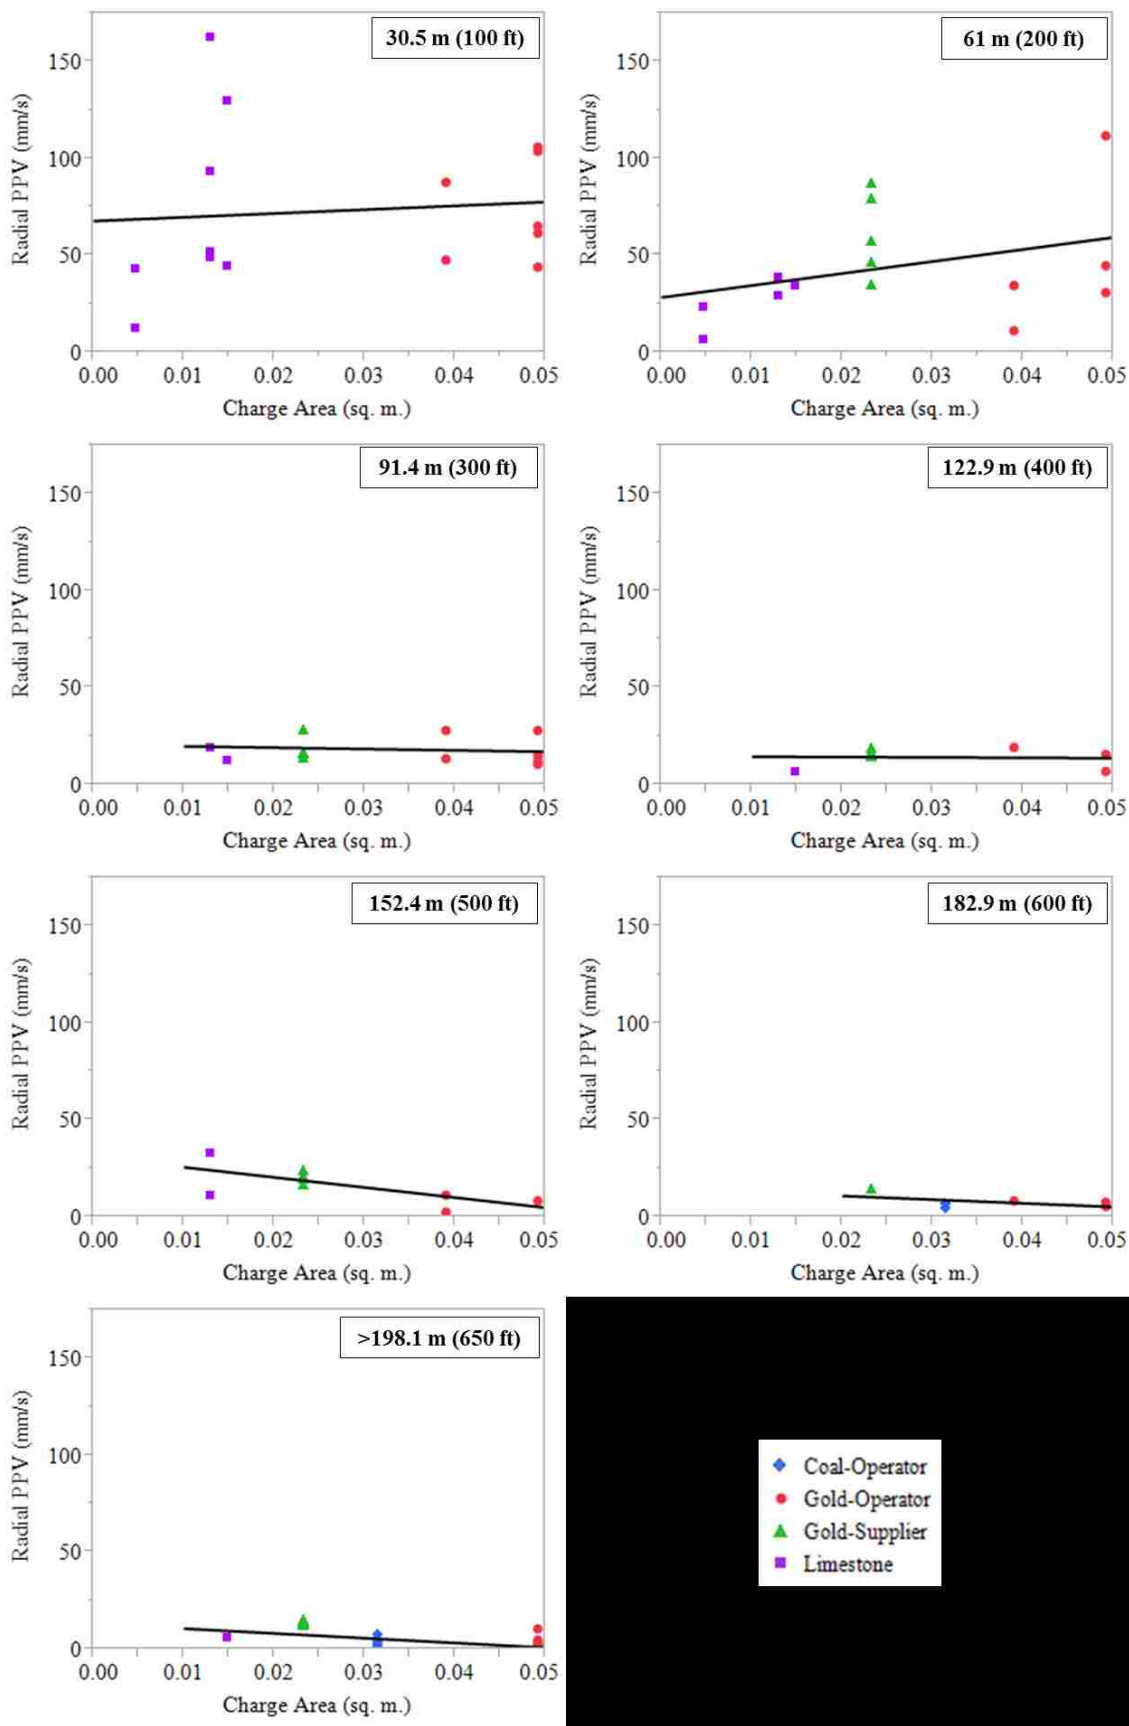 30.5 m (100 ft)
Radial PPV (mm/s)
150
100
50
0
0.00 0.01 0.02 0.03 0.04 0.05
Charge Area (sq. m.)
61 m (200 ft)
Radial PPV (mm/s)
150
100
50
0
0.00 0.01 0.02 0.03 0.04 0.05
Charge Area (sq. m.)
91.4 m (300 ft)
Radial PPV (mm/s)
150
100
50
0
0.00 0.01 0.02 0.03 0.04 0.05
Charge Area (sq. m.)
122.9 m (400 ft)
Radial PPV (mm/s)
150
100
50
0
0.00 0.01 0.02 0.03 0.04 0.05
Charge Area (sq. m.)
152.4 m (500 ft)
Radial PPV (mm/s)
150
100
50
0
0.00 0.01 0.02 0.03 0.04 0.05
Charge Area (sq. m.)
182.9 m (600 ft)
Radial PPV (mm/s)
150
100
50
0
0.00 0.01 0.02 0.03 0.04 0.05
Charge Area (sq. m.)
>198.1 m (650 ft)
Radial PPV (mm/s)
150
100
50
0
0.00 0.01 0.02 0.03 0.04 0.05
Charge Area (sq. m.)
Coal-Operator
Gold-Operator
Gold-Supplier
Limestone